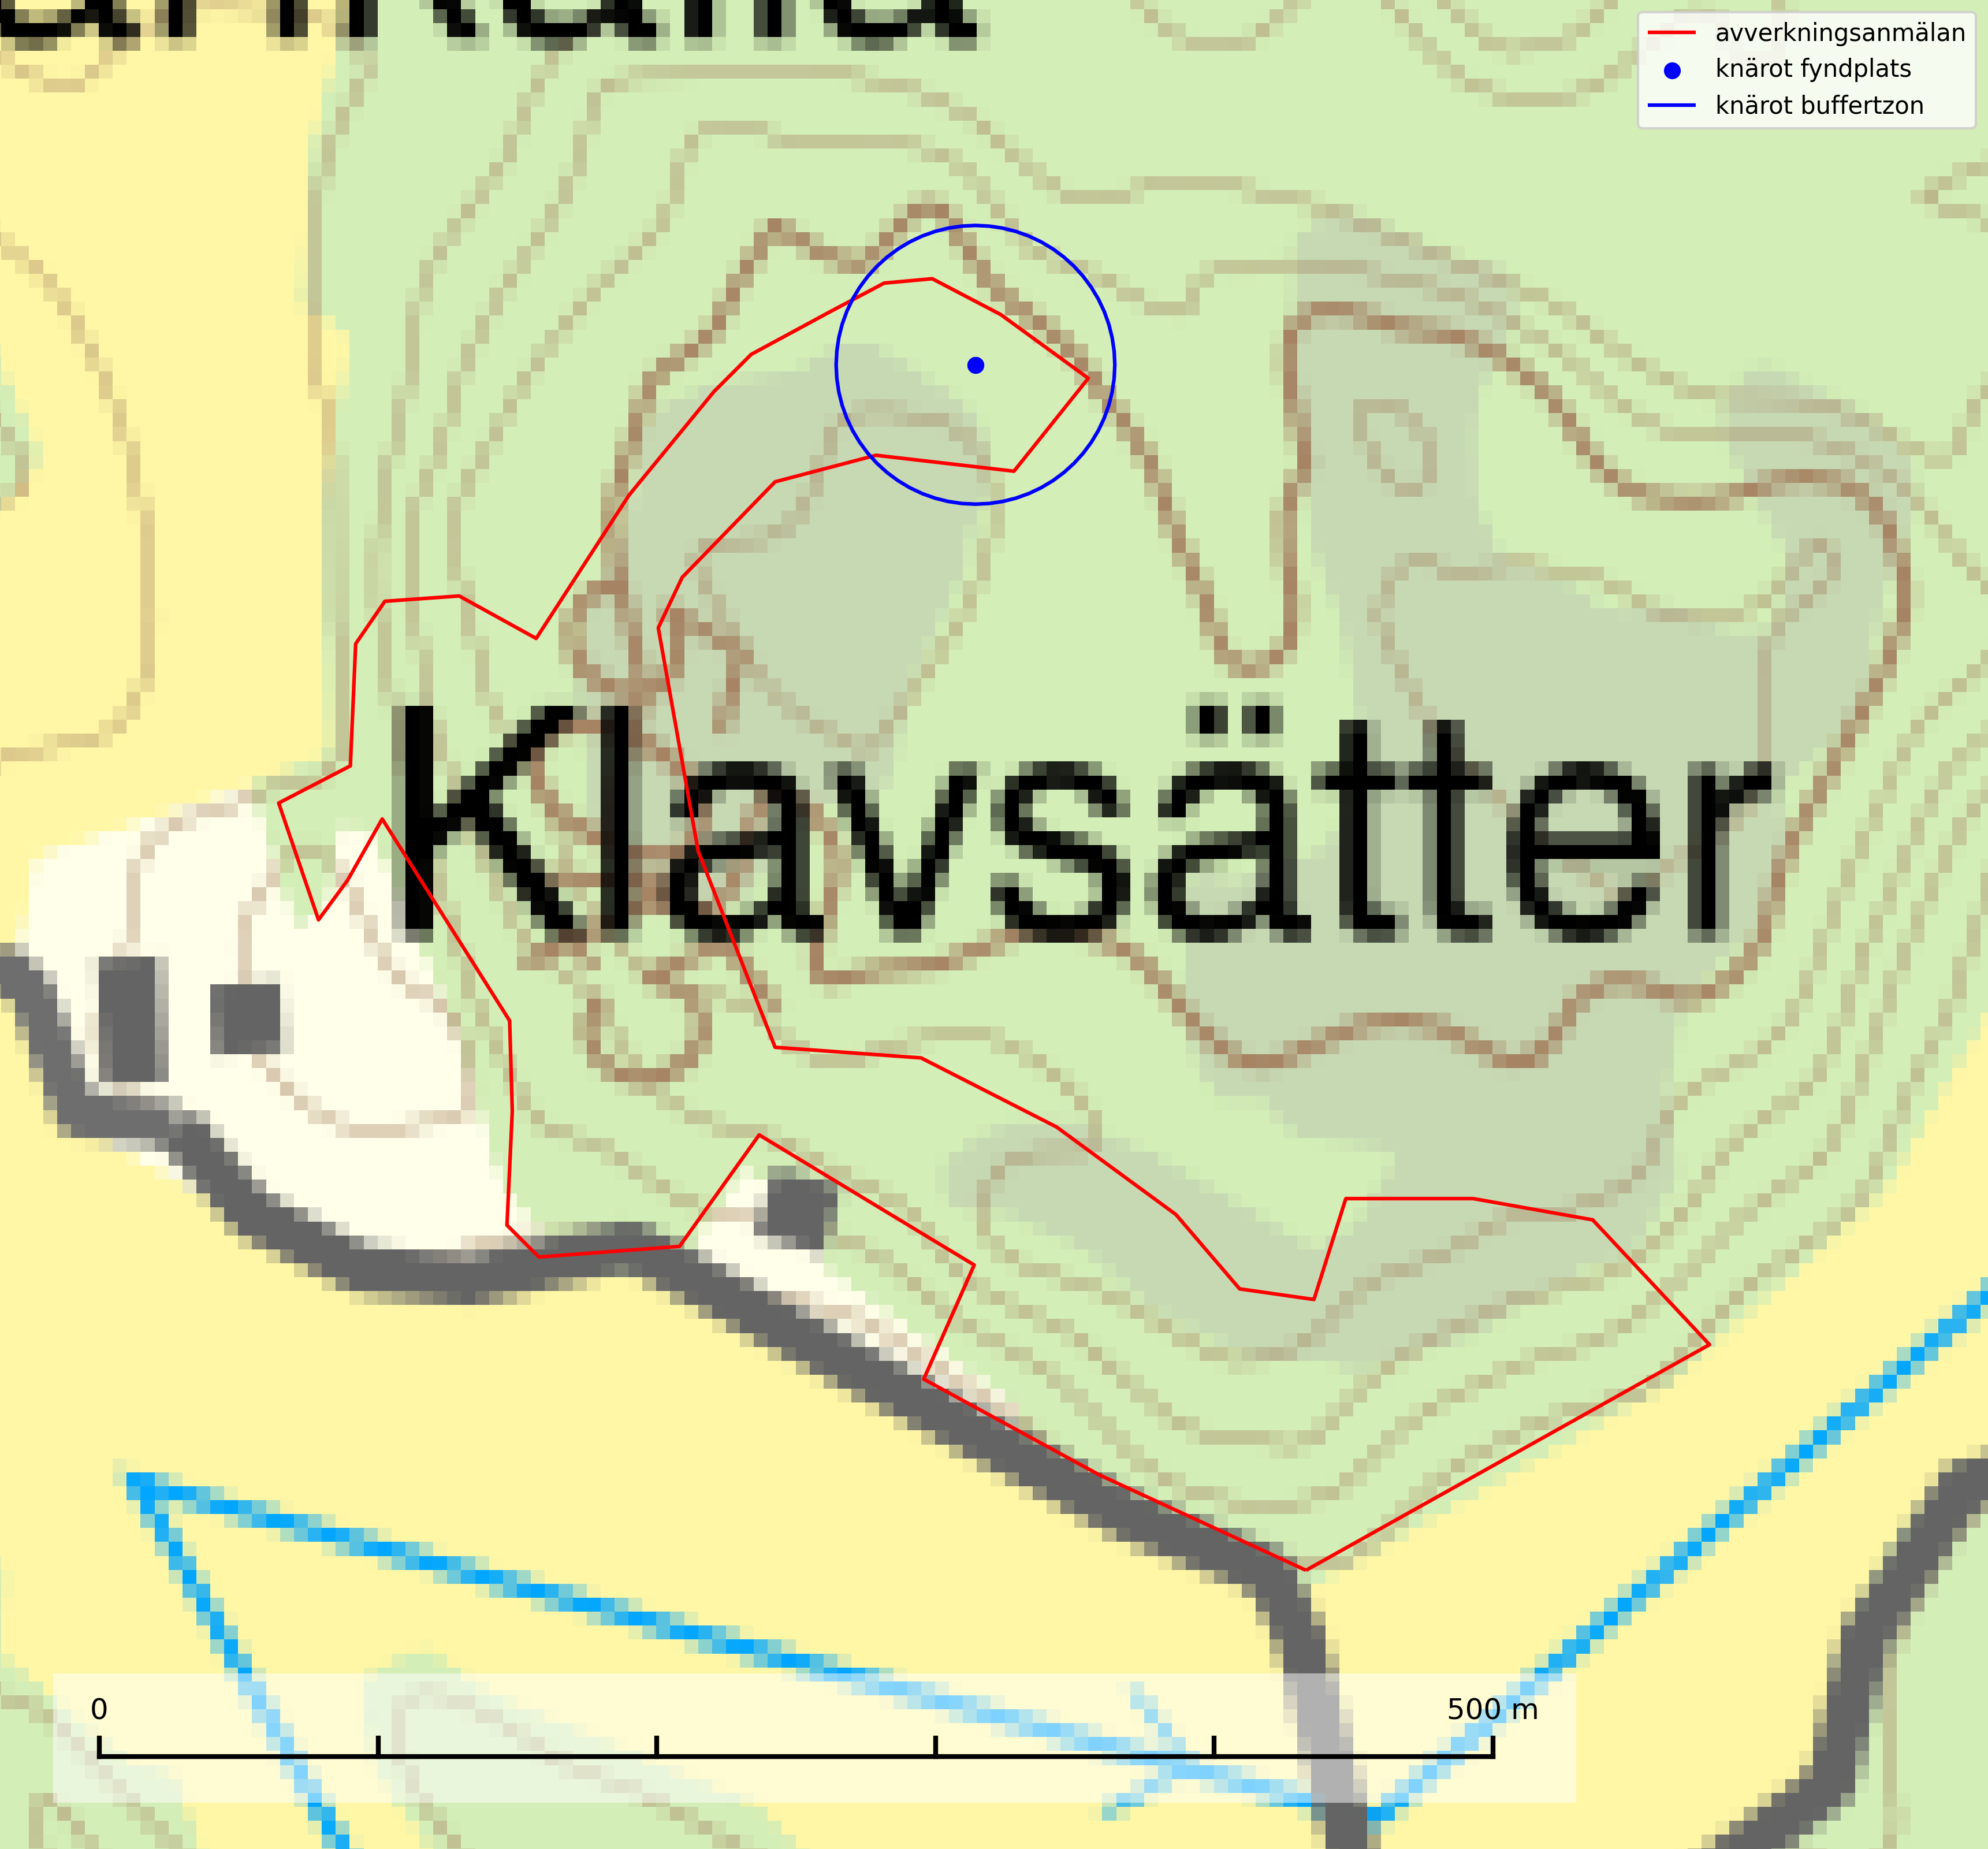 avverkningsanmälan
knärot fyndplats
knärot buffertzon
Klavsätter
0 500 m